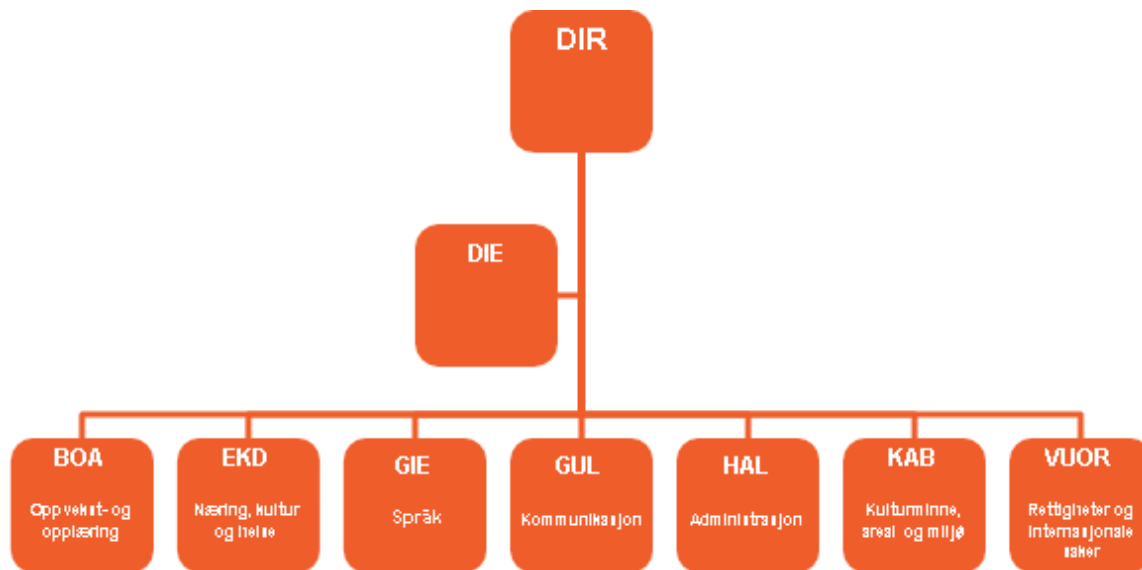 DIR
DIE
BOA
Oppvekst- og
opplæring
EKD
Næring, kultur
og helse
GIE
Språk
GUL
Kommunikasjon
HAL
Administrasjon
KAB
Kulturminne,
areal og miljø
VUOR
Rettigheter og
internasjonale
saker